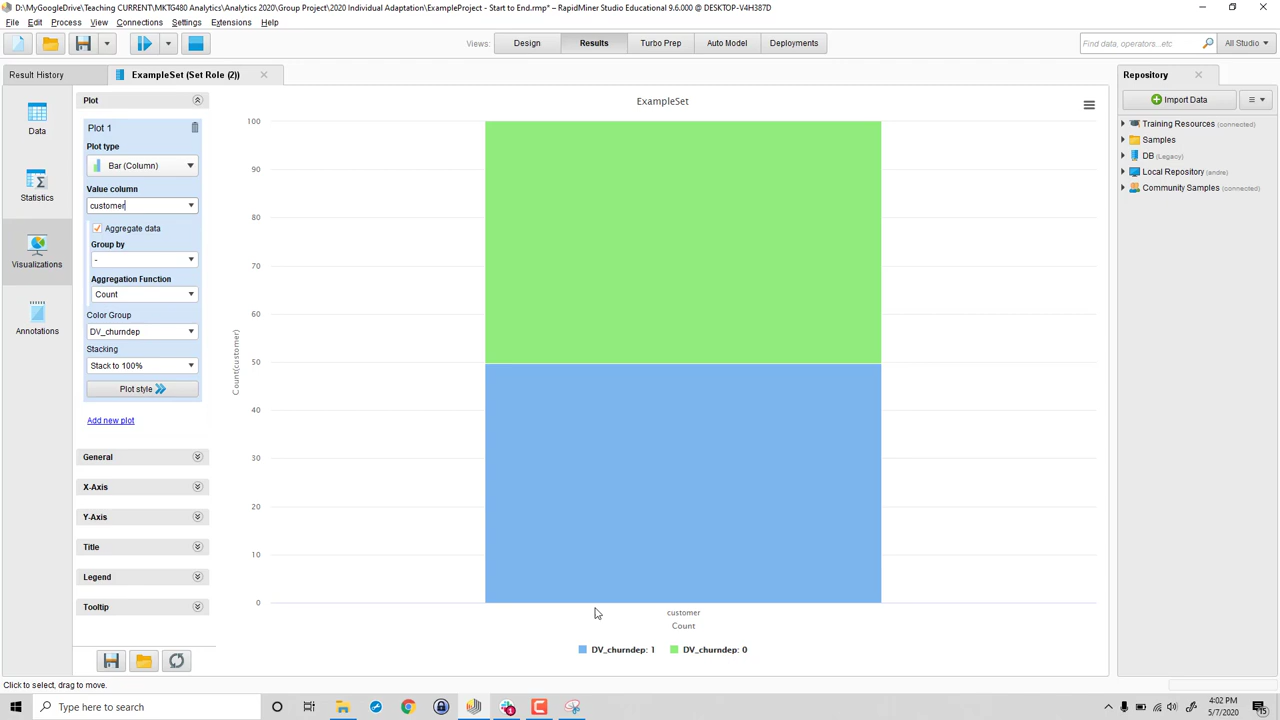 D:\MyGoogleDrive\Teaching CURRENT\MKTG480 Analytics\Analytics 2020\Group Project\2020 Individual Adaptation\ExampleProject - Start to End.rmp* – RapidMiner Studio Educational 9.6.000 @ DESKTOP-V4H387D
File Edit Process View Connections Settings Extensions Help
Views: Design Results Turbo Prep Auto Model Deployments
Find data, operators...etc All Studio
Result History ExampleSet (Set Role (2))
Repository
Data
Statistics
Visualizations
Annotations
Plot
Plot 1
Plot type
Bar (Column)
Value column
customer
Aggregate data
Group by
-
Aggregation Function
Count
Color Group
DV_churndep
Stacking
Stack to 100%
Plot style
Add new plot
General
X-Axis
Y-Axis
Title
Legend
Tooltip
ExampleSet
100
90
80
70
60
50
40
30
20
10
0
Count(customer)
customer
Count
DV_churndep: 1 DV_churndep: 0
Import Data
Training Resources (connected)
Samples
DB (Legacy)
Local Repository (andre)
Community Samples (connected)
Click to select, drag to move.
Type here to search
4:02 PM
5/7/2020
15